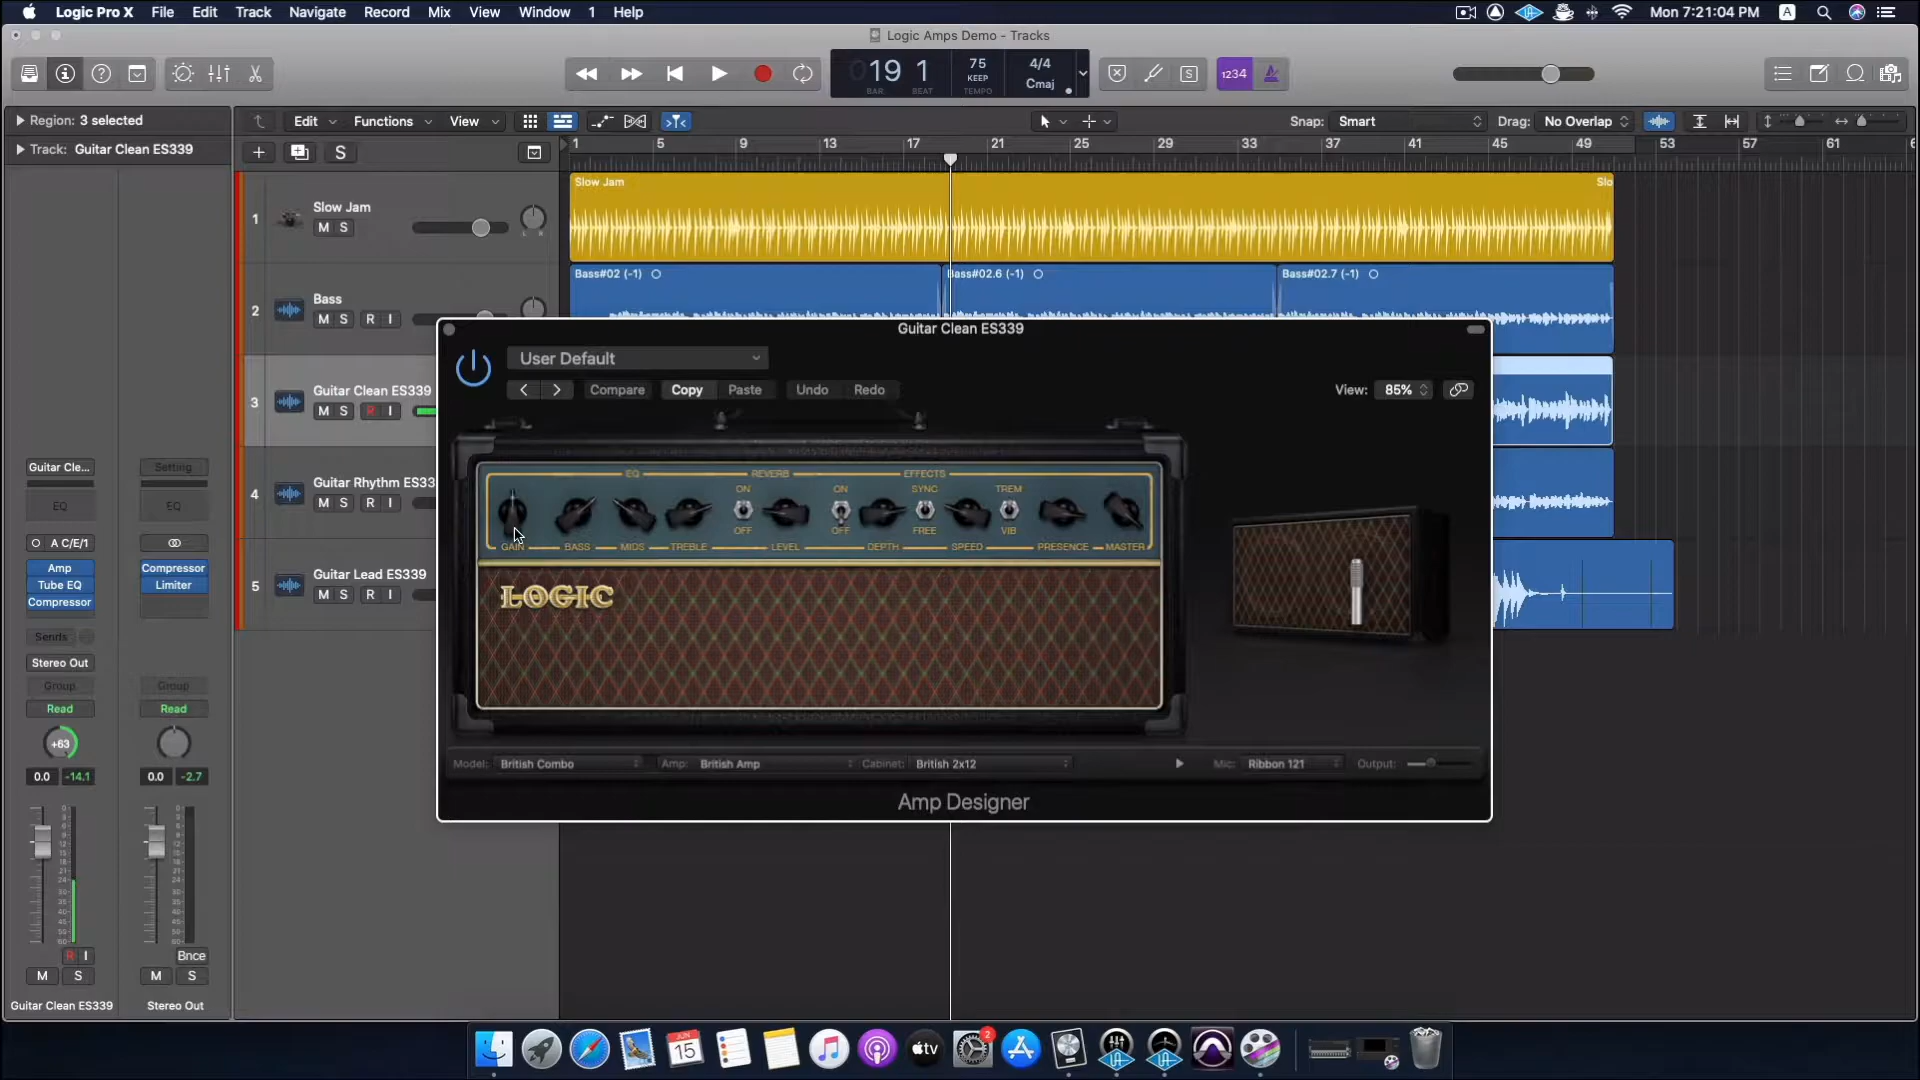 Logic Pro X File Edit Track Navigate Record Mix View Window 1 Help
Mon 7:21:04 PM A
Logic Amps Demo - Tracks
19 1
BAR BEAT
75
KEEP
TEMPO
4/4
Cmaj
S
1234
Region: 3 selected
Edit Functions View
Snap: Smart
Drag: No Overlap
Track: Guitar Clean ES339
S
1 5 9 13 17 21 25 29 33 37 41 45 49 53 57 61
1
Slow Jam
M S
L R
Slow Jam
Slo
2
Bass
M S R I
Bass#02 (-1)
Bass#02.6 (-1)
Bass#02.7 (-1)
3
Guitar Clean ES339
M S R I
4
Guitar Rhythm ES33
M S R I
5
Guitar Lead ES339
M S R I
Guitar Clean ES339
User Default
Compare Copy Paste Undo Redo
View: 85%
EQ REVERB EFFECTS
ON ON SYNC TREM
OFF OFF FREE VIB
GAIN BASS MIDS TREBLE LEVEL DEPTH SPEED PRESENCE MASTER
LOGIC
Model: British Combo Amp: British Amp Cabinet: British 2x12 Mic: Ribbon 121 Output:
Amp Designer
Guitar Cle...
EQ
A C/E/1
Amp
Tube EQ
Compressor
Sends
Stereo Out
Group
Read
+63
0.0 -14.1
R I
M S
Guitar Clean ES339
Setting
EQ
Compressor
Limiter
Group
Read
0.0 -2.7
Bnce
M S
Stereo Out
JUN
15
tv
2